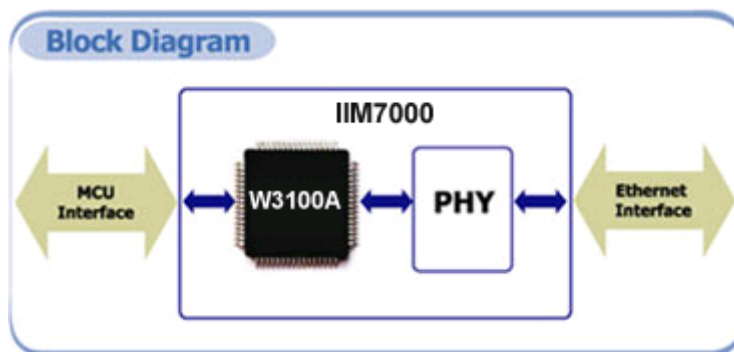 Block Diagram
IIM7000
MCU
Interface
W3100A
PHY
Ethernet
Interface